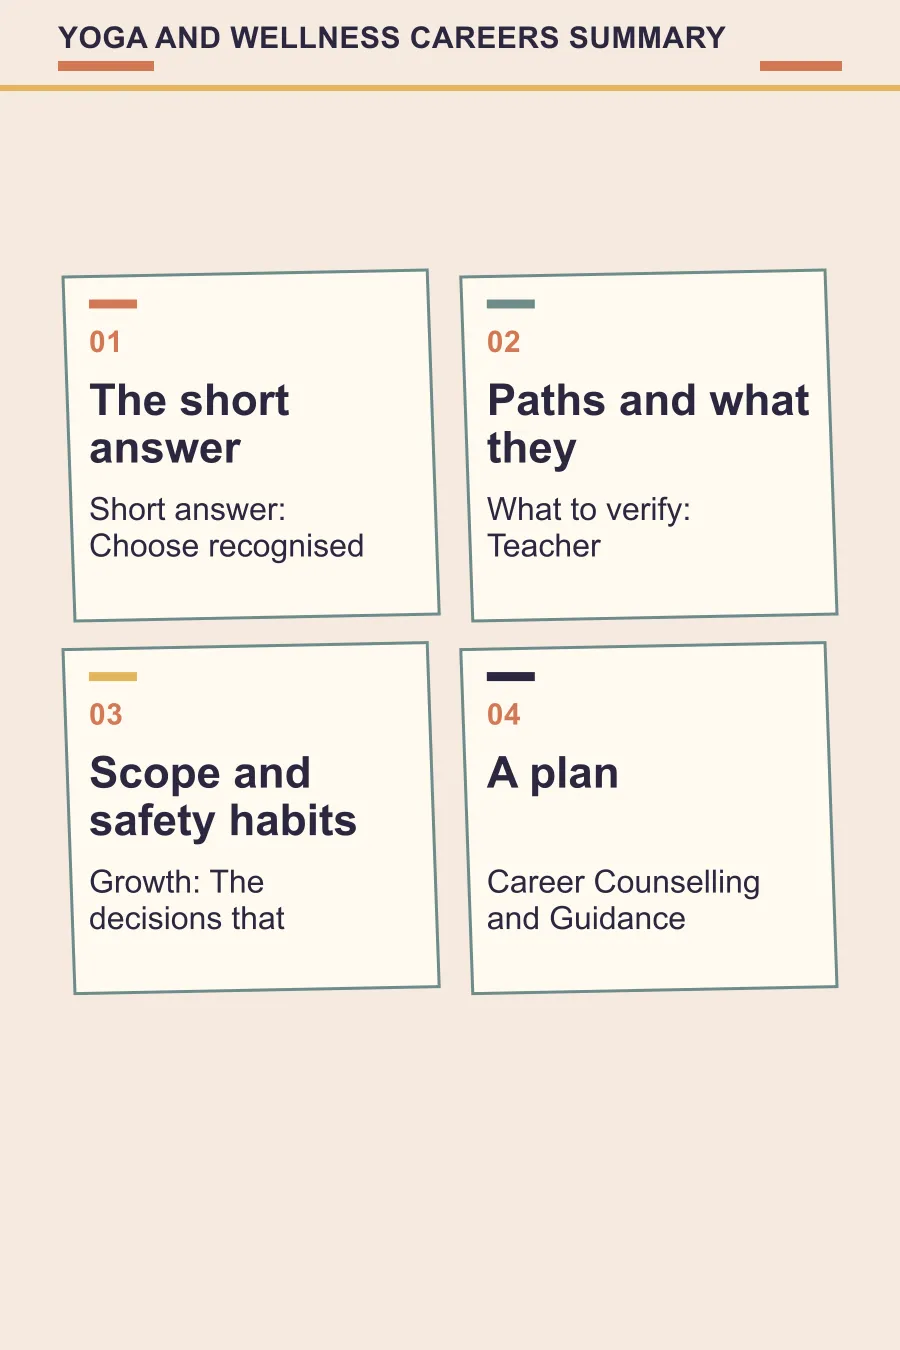 YOGA AND WELLNESS CAREERS SUMMARY
01
The short
answer
Short answer:
Choose recognised
02
Paths and what
they
What to verify:
Teacher
03
Scope and
safety habits
Growth: The
decisions that
04
A plan
Career Counselling
and Guidance